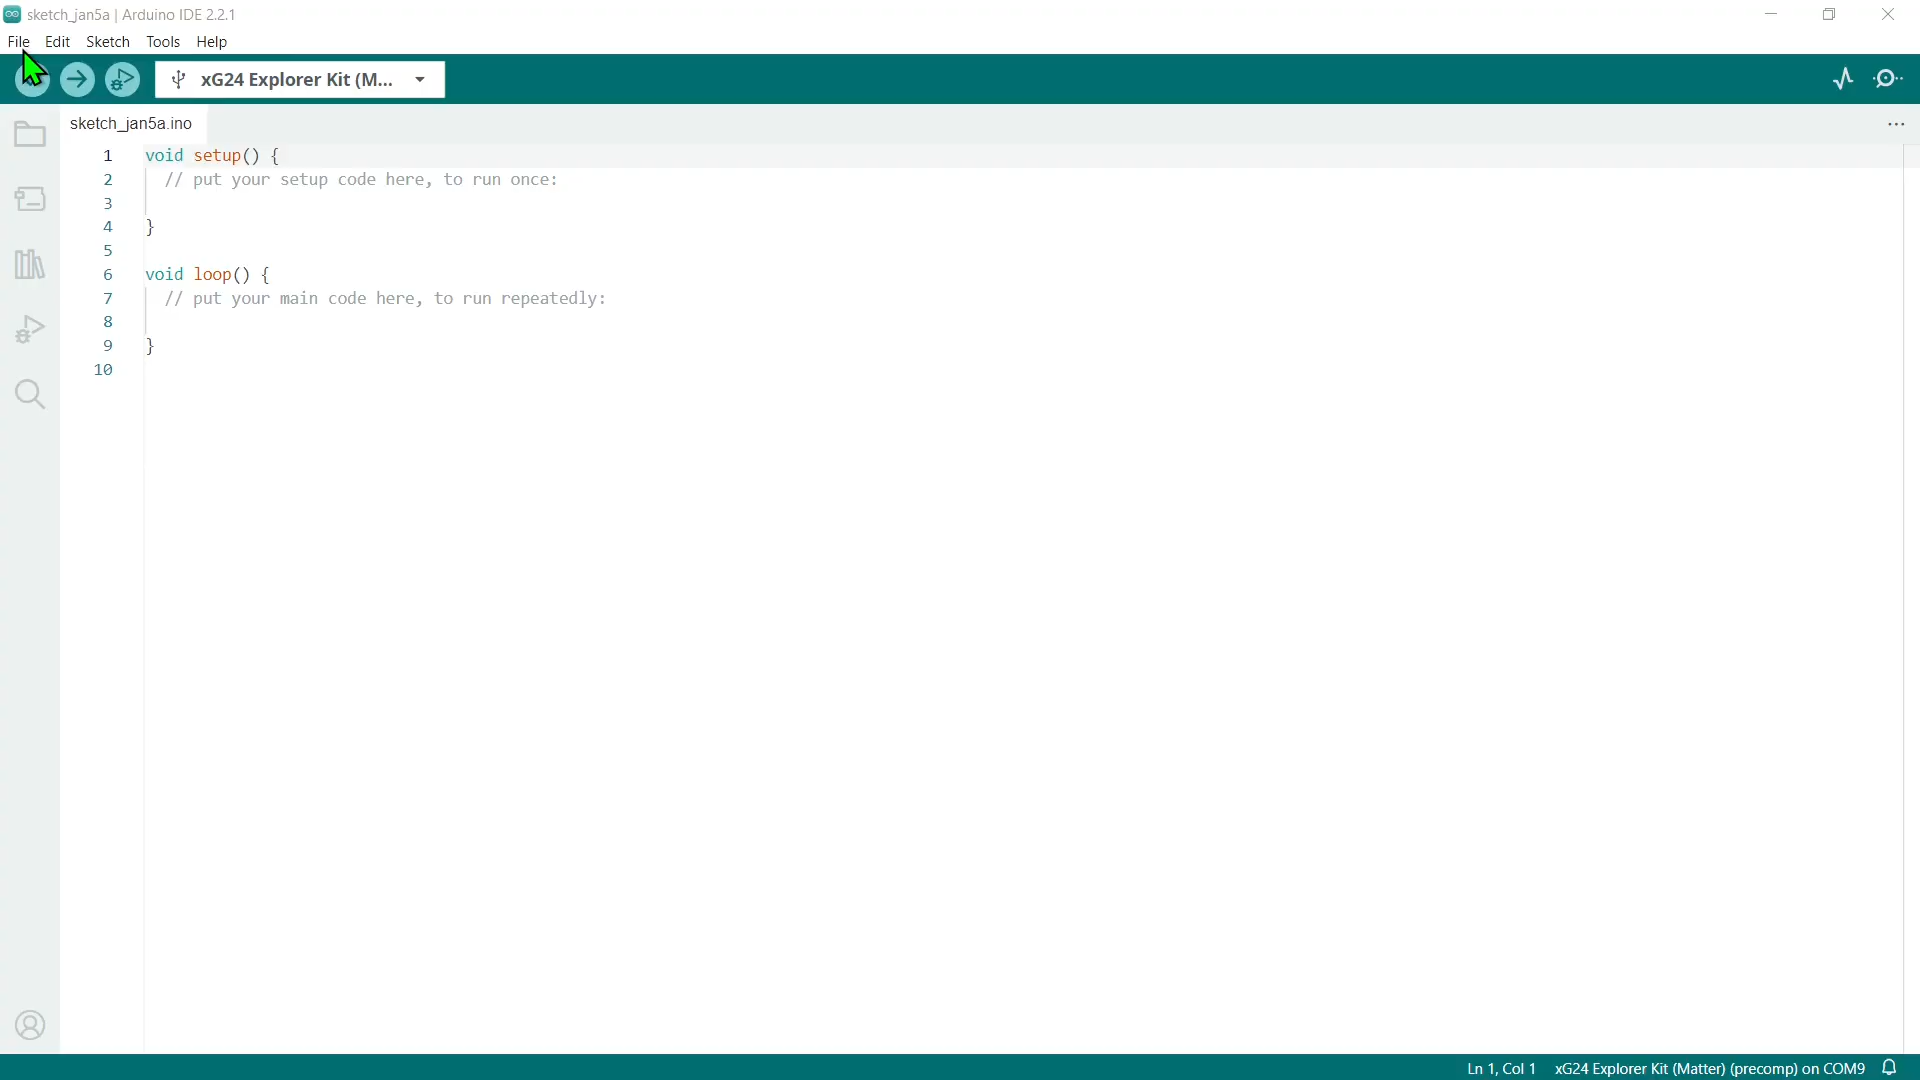 sketch_jan5a | Arduino IDE 2.2.1
File Edit Sketch Tools Help
xG24 Explorer Kit (M...
sketch_jan5a.ino
1 void setup() {
2 // put your setup code here, to run once:
3
4 }
5
6 void loop() {
7 // put your main code here, to run repeatedly:
8
9 }
10
Ln 1, Col 1 xG24 Explorer Kit (Matter) (precomp) on COM9